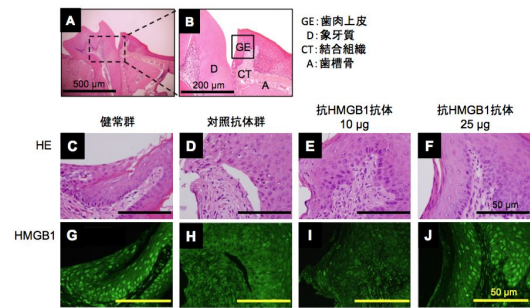 A
B
GE
D
CT
A
500 µm
200 µm
GE:歯肉上皮
D:象牙質
CT:結合組織
A:歯槽骨
健常群
対照抗体群
抗HMGB1抗体
10 µg
抗HMGB1抗体
25 µg
HE
C
D
E
F
50 µm
HMGB1
G
H
I
J
50 µm